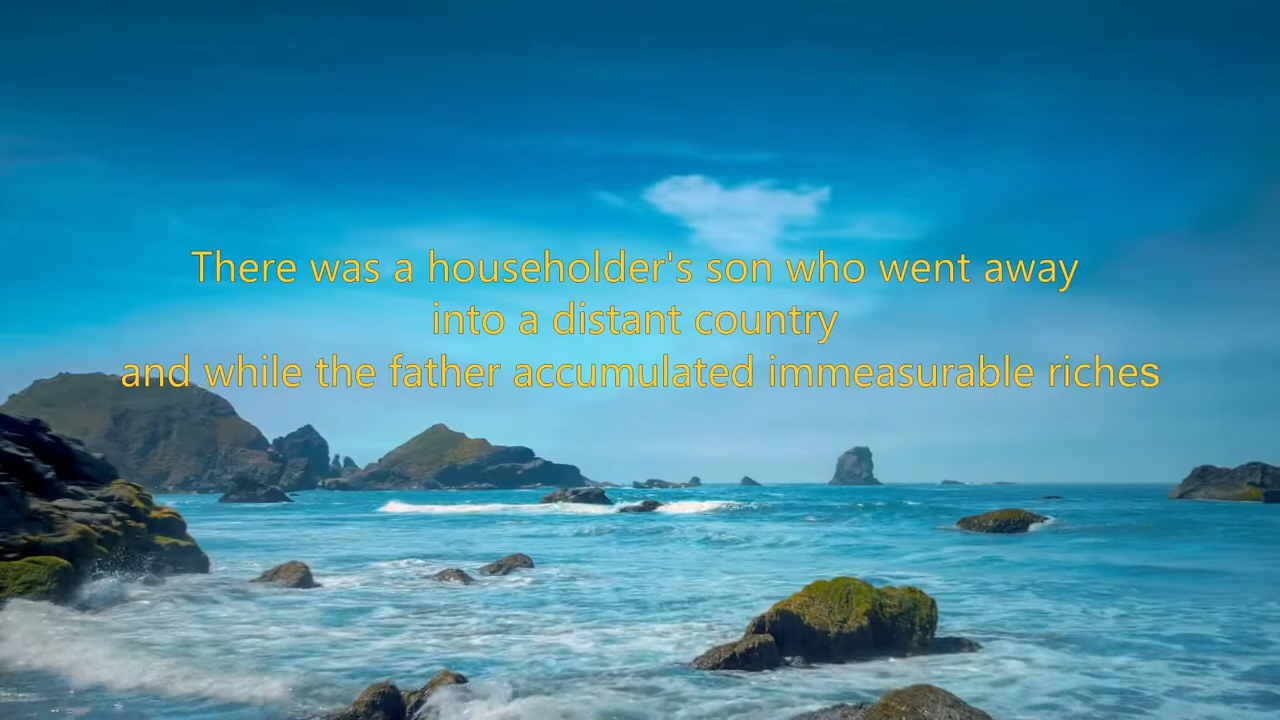 There was a householder's son who went away
into a distant country
and while the father accumulated immeasurable riches